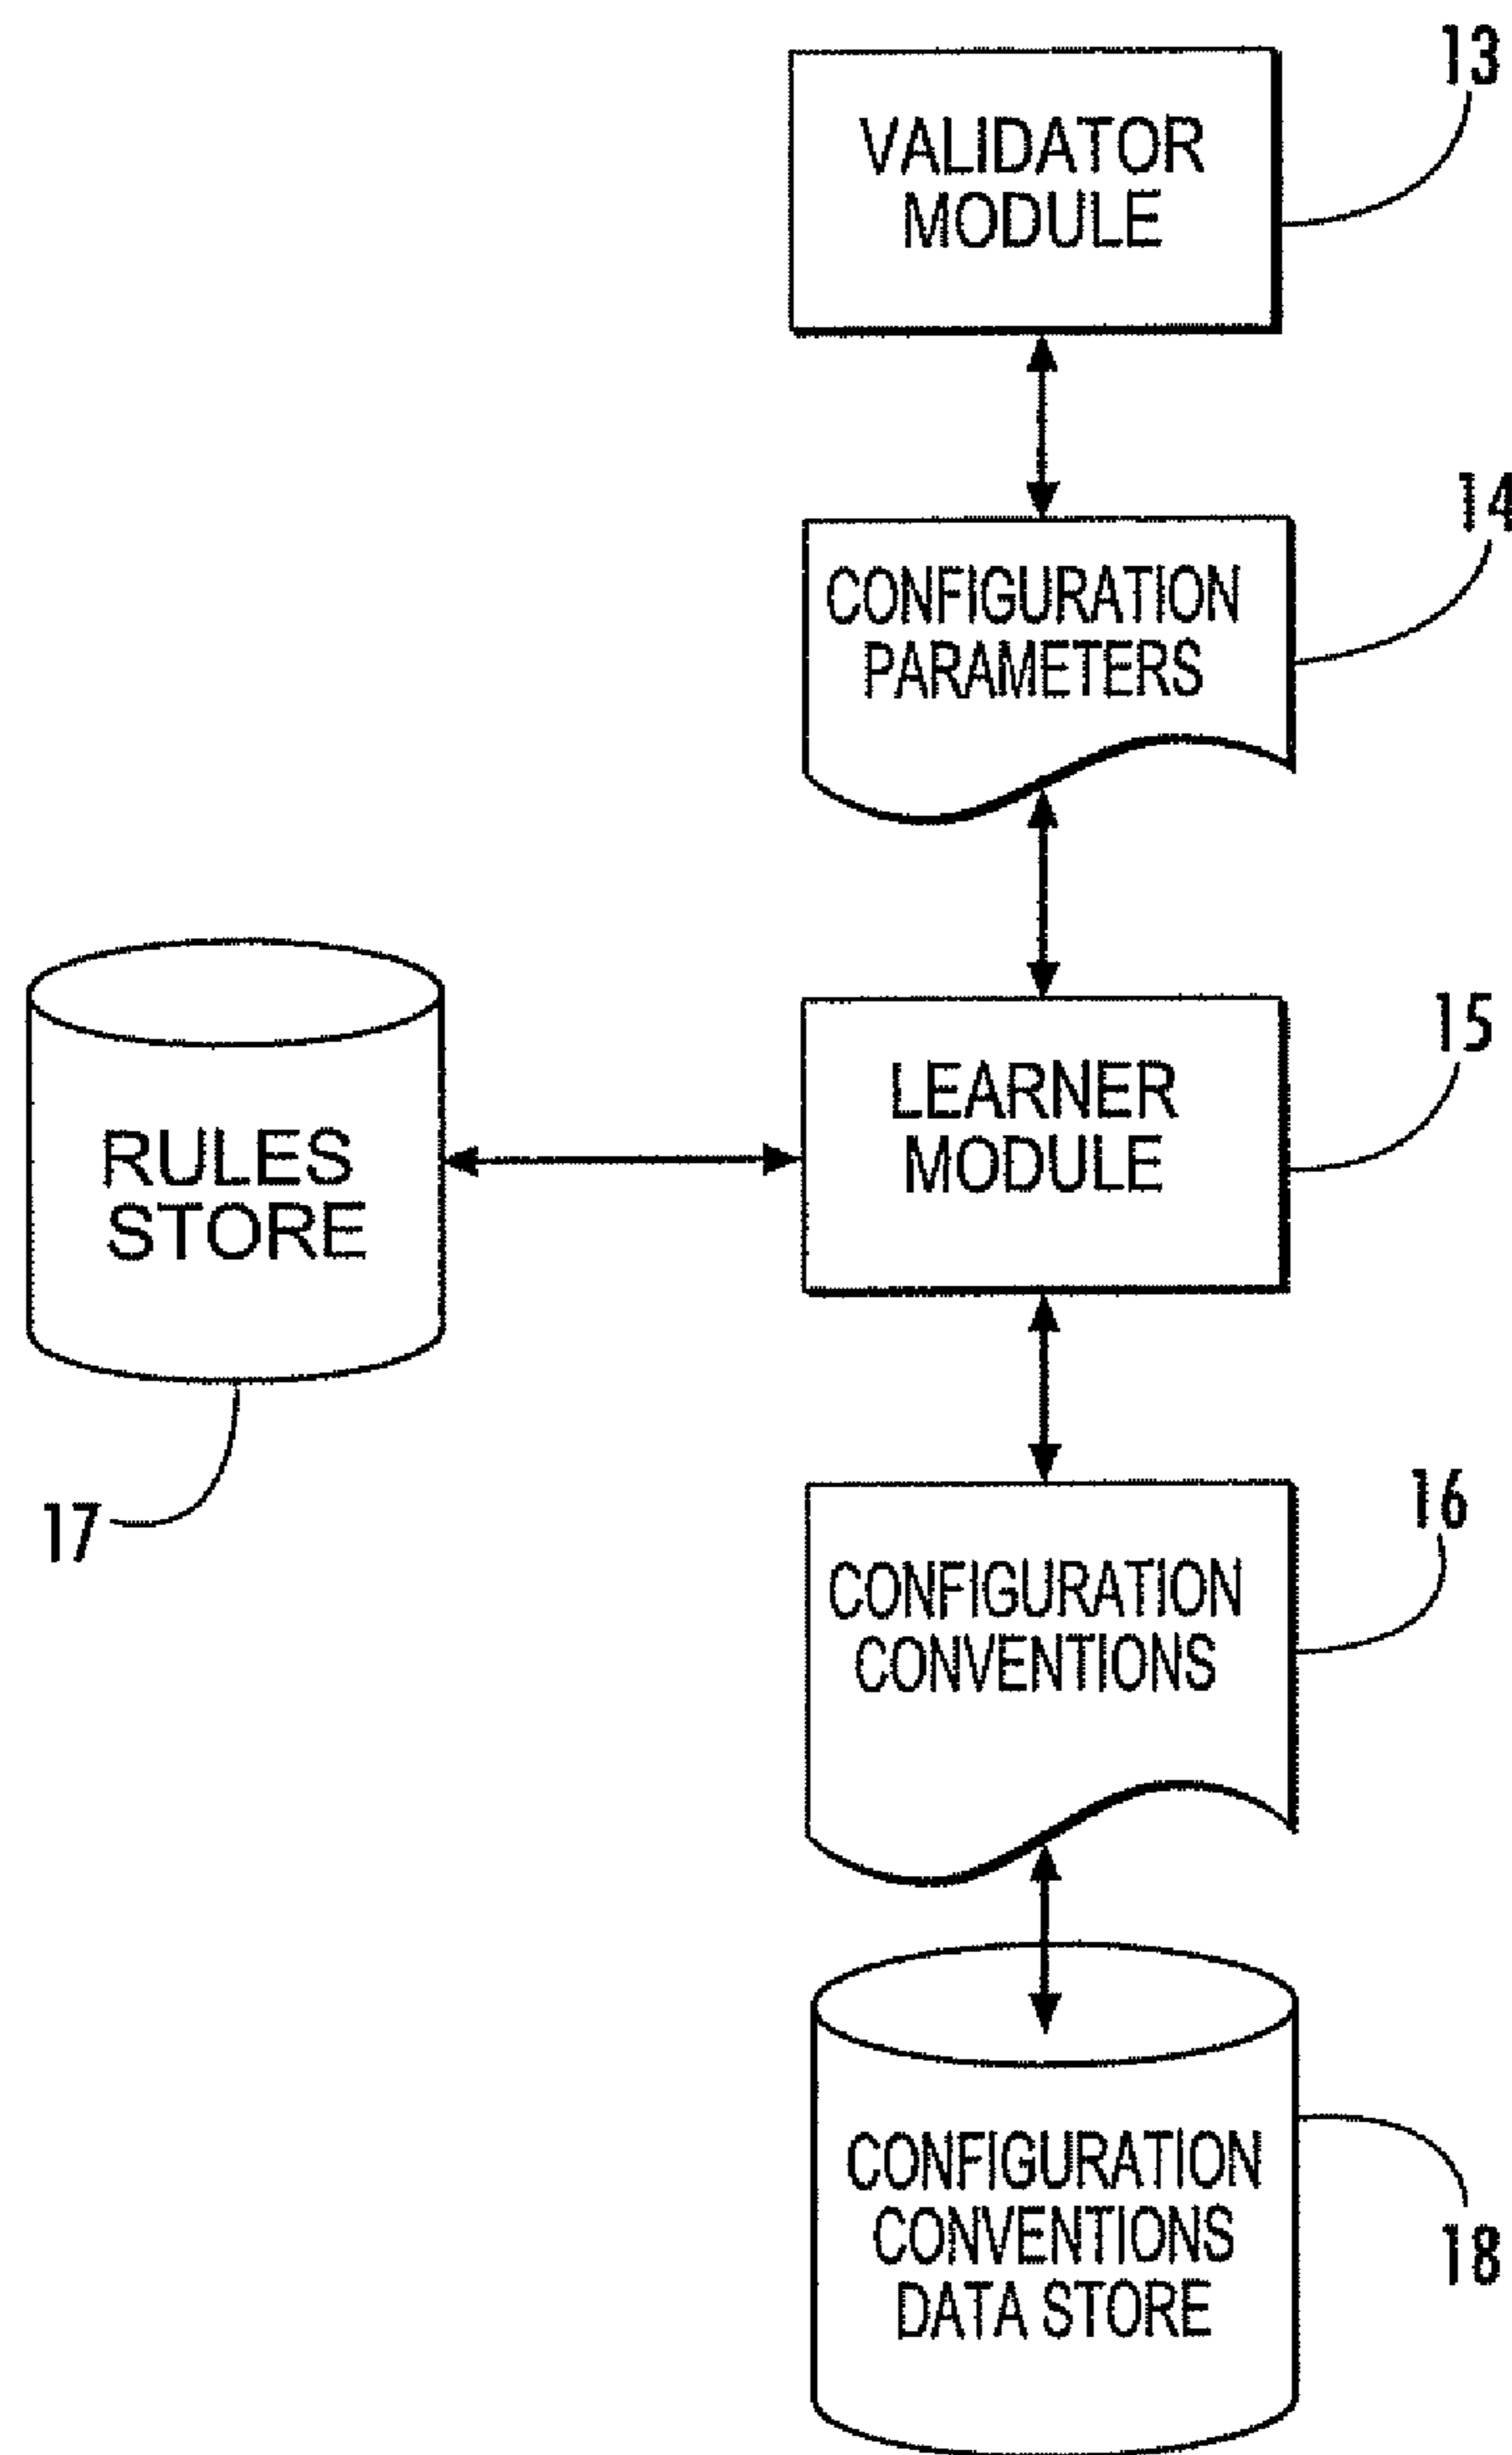 13
VALIDATOR
MODULE
14
CONFIGURATION
PARAMETERS
15
LEARNER
MODULE
RULES
STORE
17
16
CONFIGURATION
CONVENTIONS
CONFIGURATION
CONVENTIONS
DATA STORE
18